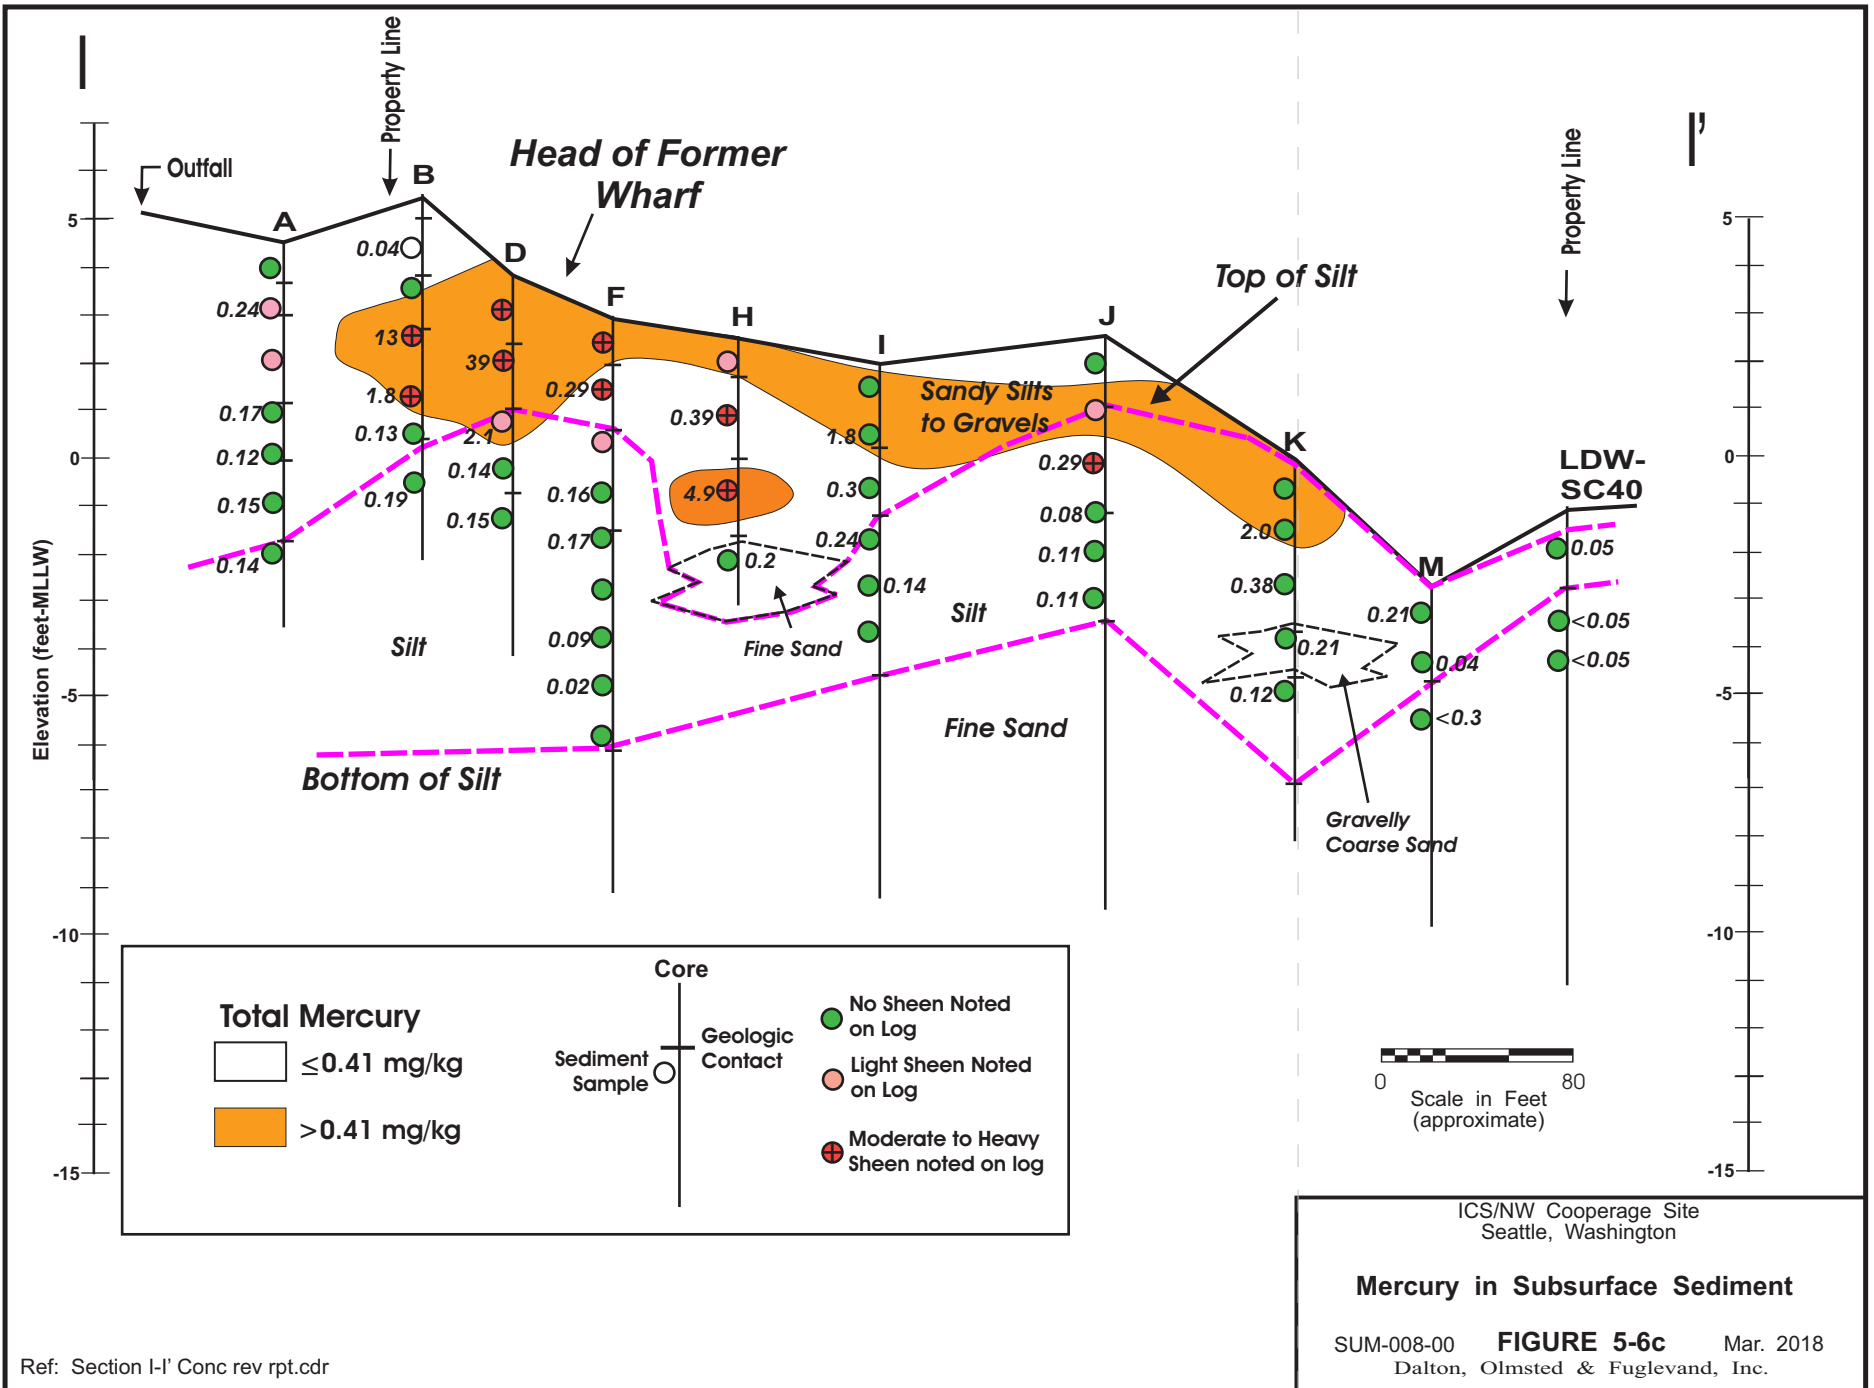 I
I'
Property Line
Outfall
B
A
Head of Former
Wharf
D
F
H
I
J
K
M
LDW-
SC40
Property Line
Top of Silt
Sandy Silts
to Gravels
Elevation (feet-MLLW)
5
0
-5
-10
-15
5
0
-5
-10
-15
0.24
0.17
0.12
0.15
0.14
0.04
13
1.8
0.13
0.19
39
2.1
0.14
0.15
0.29
0.16
0.17
0.09
0.02
0.39
4.9
0.2
1.8
0.3
0.24
0.14
0.29
0.08
0.11
0.11
2.0
0.38
0.21
0.12
0.21
0.04
<0.3
0.05
<0.05
<0.05
Silt
Fine Sand
Silt
Fine Sand
Bottom of Silt
Gravelly
Coarse Sand
Total Mercury
≤0.41 mg/kg
>0.41 mg/kg
Core
Geologic
Contact
Sediment
Sample
No Sheen Noted
on Log
Light Sheen Noted
on Log
Moderate to Heavy
Sheen noted on log
0 80
Scale in Feet
(approximate)
ICS/NW Cooperage Site
Seattle, Washington
Mercury in Subsurface Sediment
SUM-008-00 FIGURE 5-6c Mar. 2018
Dalton, Olmsted & Fuglevand, Inc.
Ref: Section I-I' Conc rev rpt.cdr